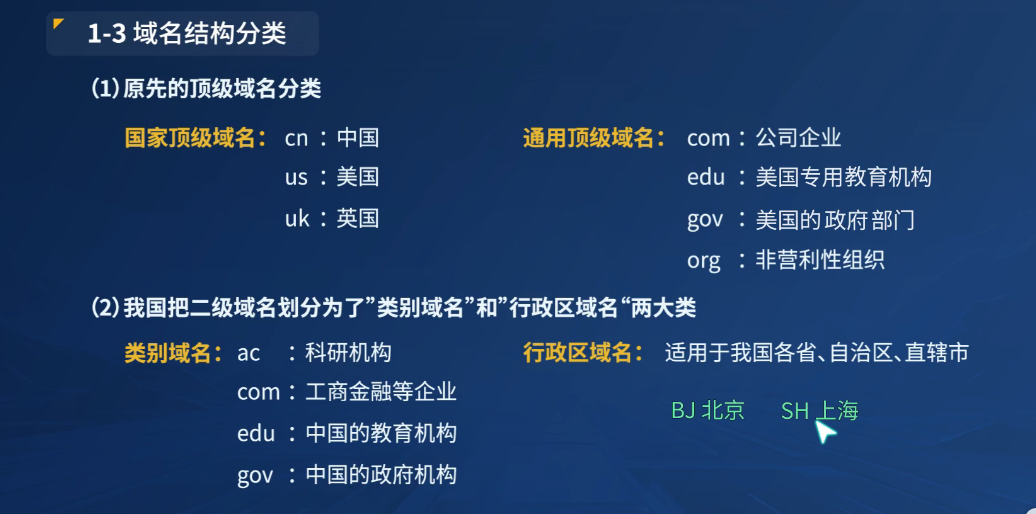 1-3 域名结构分类
（1）原先的顶级域名分类
国家顶级域名： cn ：中国
us ：美国
uk ：英国
通用顶级域名： com ：公司企业
edu ：美国专用教育机构
gov ：美国的政府部门
org ：非营利性组织
（2）我国把二级域名划分为了”类别域名”和”行政区域名“两大类
类别域名： ac ：科研机构
com ：工商金融等企业
edu ：中国的教育机构
gov ：中国的政府机构
行政区域名： 适用于我国各省、自治区、直辖市
BJ 北京 SH 上海